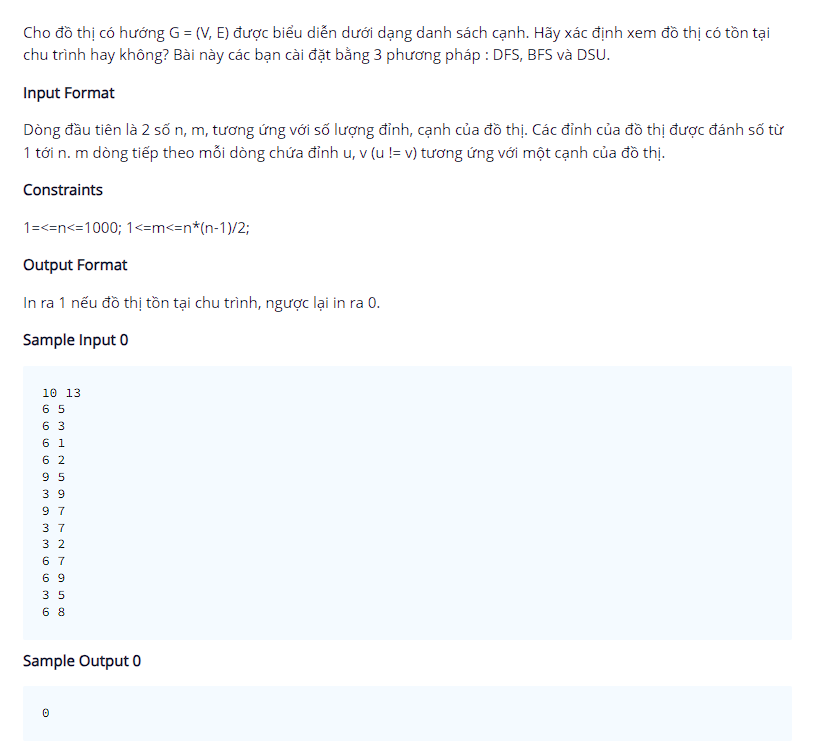 Cho đồ thị có hướng G = (V, E) được biểu diễn dưới dạng danh sách cạnh. Hãy xác định xem đồ thị có tồn tại
chu trình hay không? Bài này các bạn cài đặt bằng 3 phương pháp : DFS, BFS và DSU.
Input Format
Dòng đầu tiên là 2 số n, m, tương ứng với số lượng đỉnh, cạnh của đồ thị. Các đỉnh của đồ thị được đánh số từ
1 tới n. m dòng tiếp theo mỗi dòng chứa đỉnh u, v (u != v) tương ứng với một cạnh của đồ thị.
Constraints
1=<=n<=1000; 1<=m<=n*(n-1)/2;
Output Format
In ra 1 nếu đồ thị tồn tại chu trình, ngược lại in ra 0.
Sample Input 0
10 13
6 5
6 3
6 1
6 2
9 5
3 9
9 7
3 7
3 2
6 7
6 9
3 5
6 8
Sample Output 0
0